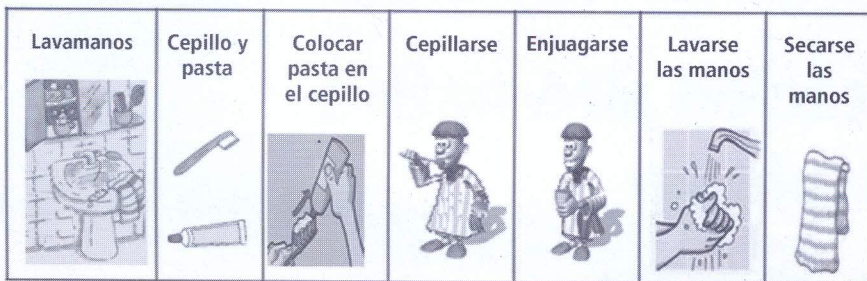 Lavamanos
Cepillo y
pasta
Colocar
pasta en
el cepillo
Cepillarse
Enjuagarse
Lavarse
las manos
Secarse
las
manos